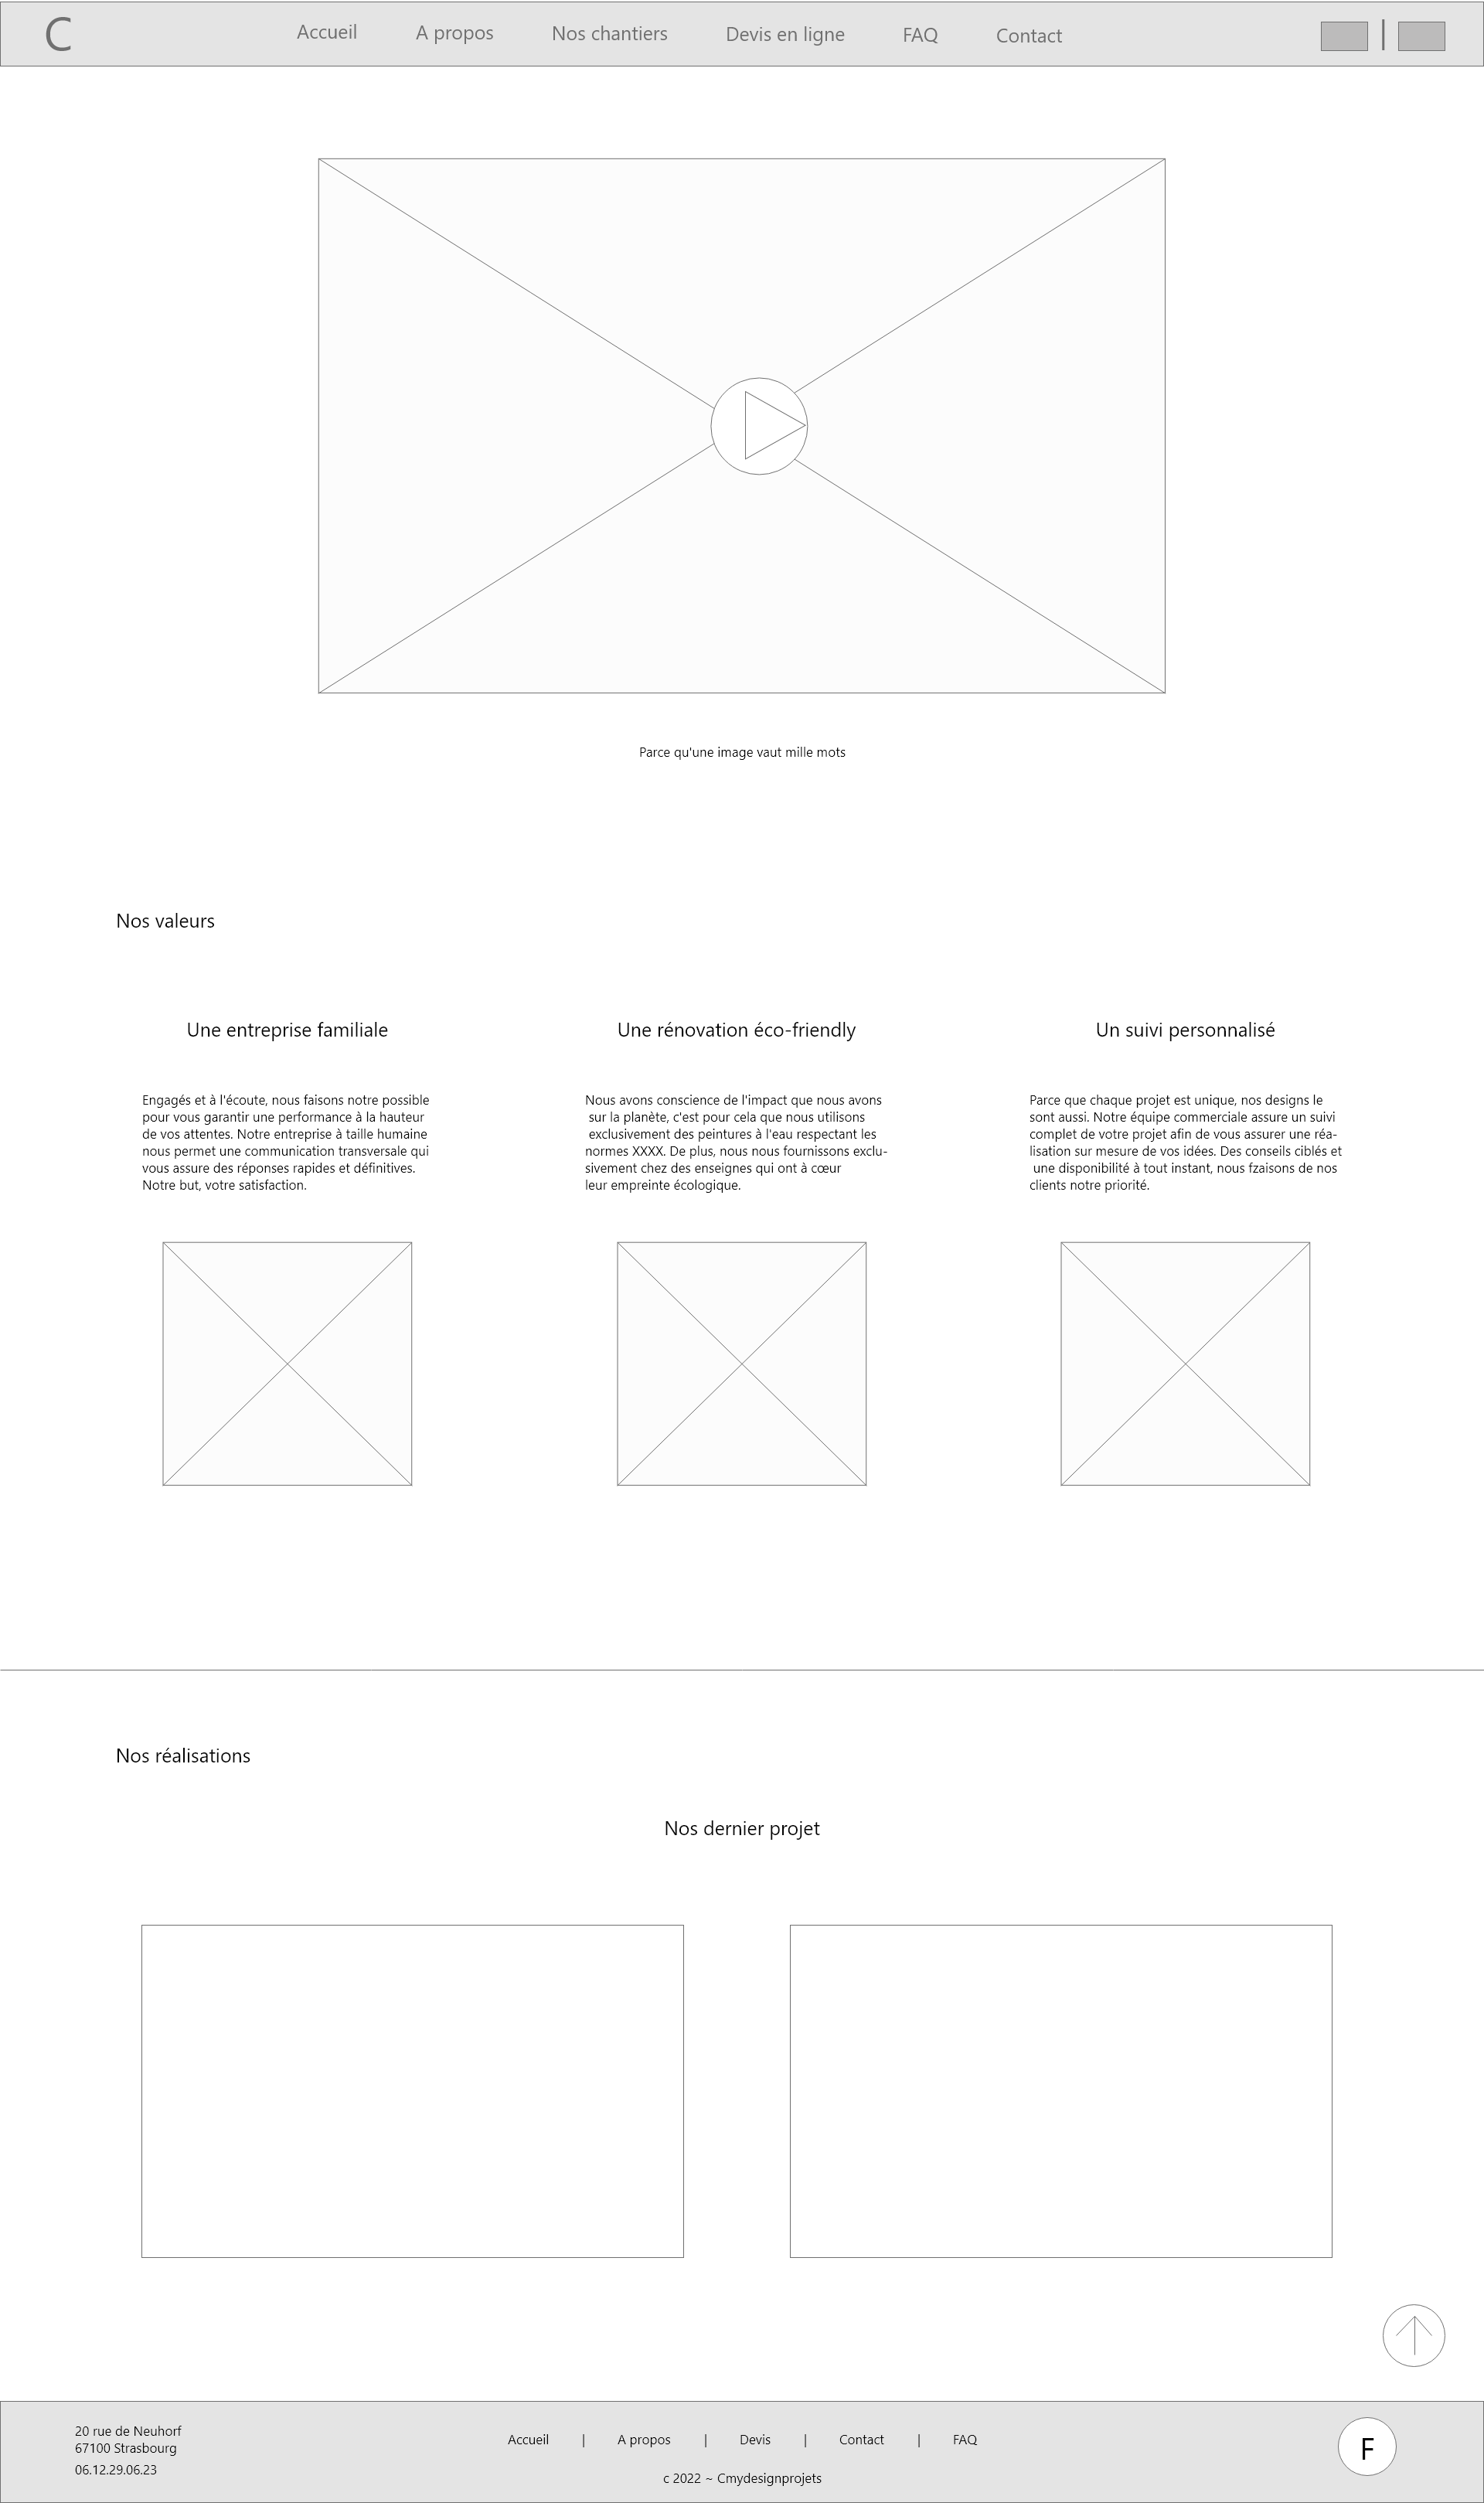 C Accueil A propos Nos chantiers Devis en ligne FAQ Contact
Parce qu'une image vaut mille mots
Nos valeurs
Une entreprise familiale
Engagés et à l'écoute, nous faisons notre possible
pour vous garantir une performance à la hauteur
de vos attentes. Notre entreprise à taille humaine
nous permet une communication transversale qui
vous assure des réponses rapides et définitives.
Notre but, votre satisfaction.
Une rénovation éco-friendly
Nous avons conscience de l'impact que nous avons
sur la planète, c'est pour cela que nous utilisons
exclusivement des peintures à l'eau respectant les
normes XXXX. De plus, nous nous fournissons exclu-
sivement chez des enseignes qui ont à cœur
leur empreinte écologique.
Un suivi personnalisé
Parce que chaque projet est unique, nos designs le
sont aussi. Notre équipe commerciale assure un suivi
complet de votre projet afin de vous assurer une réa-
lisation sur mesure de vos idées. Des conseils ciblés et
une disponibilité à tout instant, nous fzaisons de nos
clients notre priorité.
Nos réalisations
Nos dernier projet
20 rue de Neuhorf
67100 Strasbourg
06.12.29.06.23
Accueil | A propos | Devis | Contact | FAQ
c 2022 ~ Cmydesignprojets
F